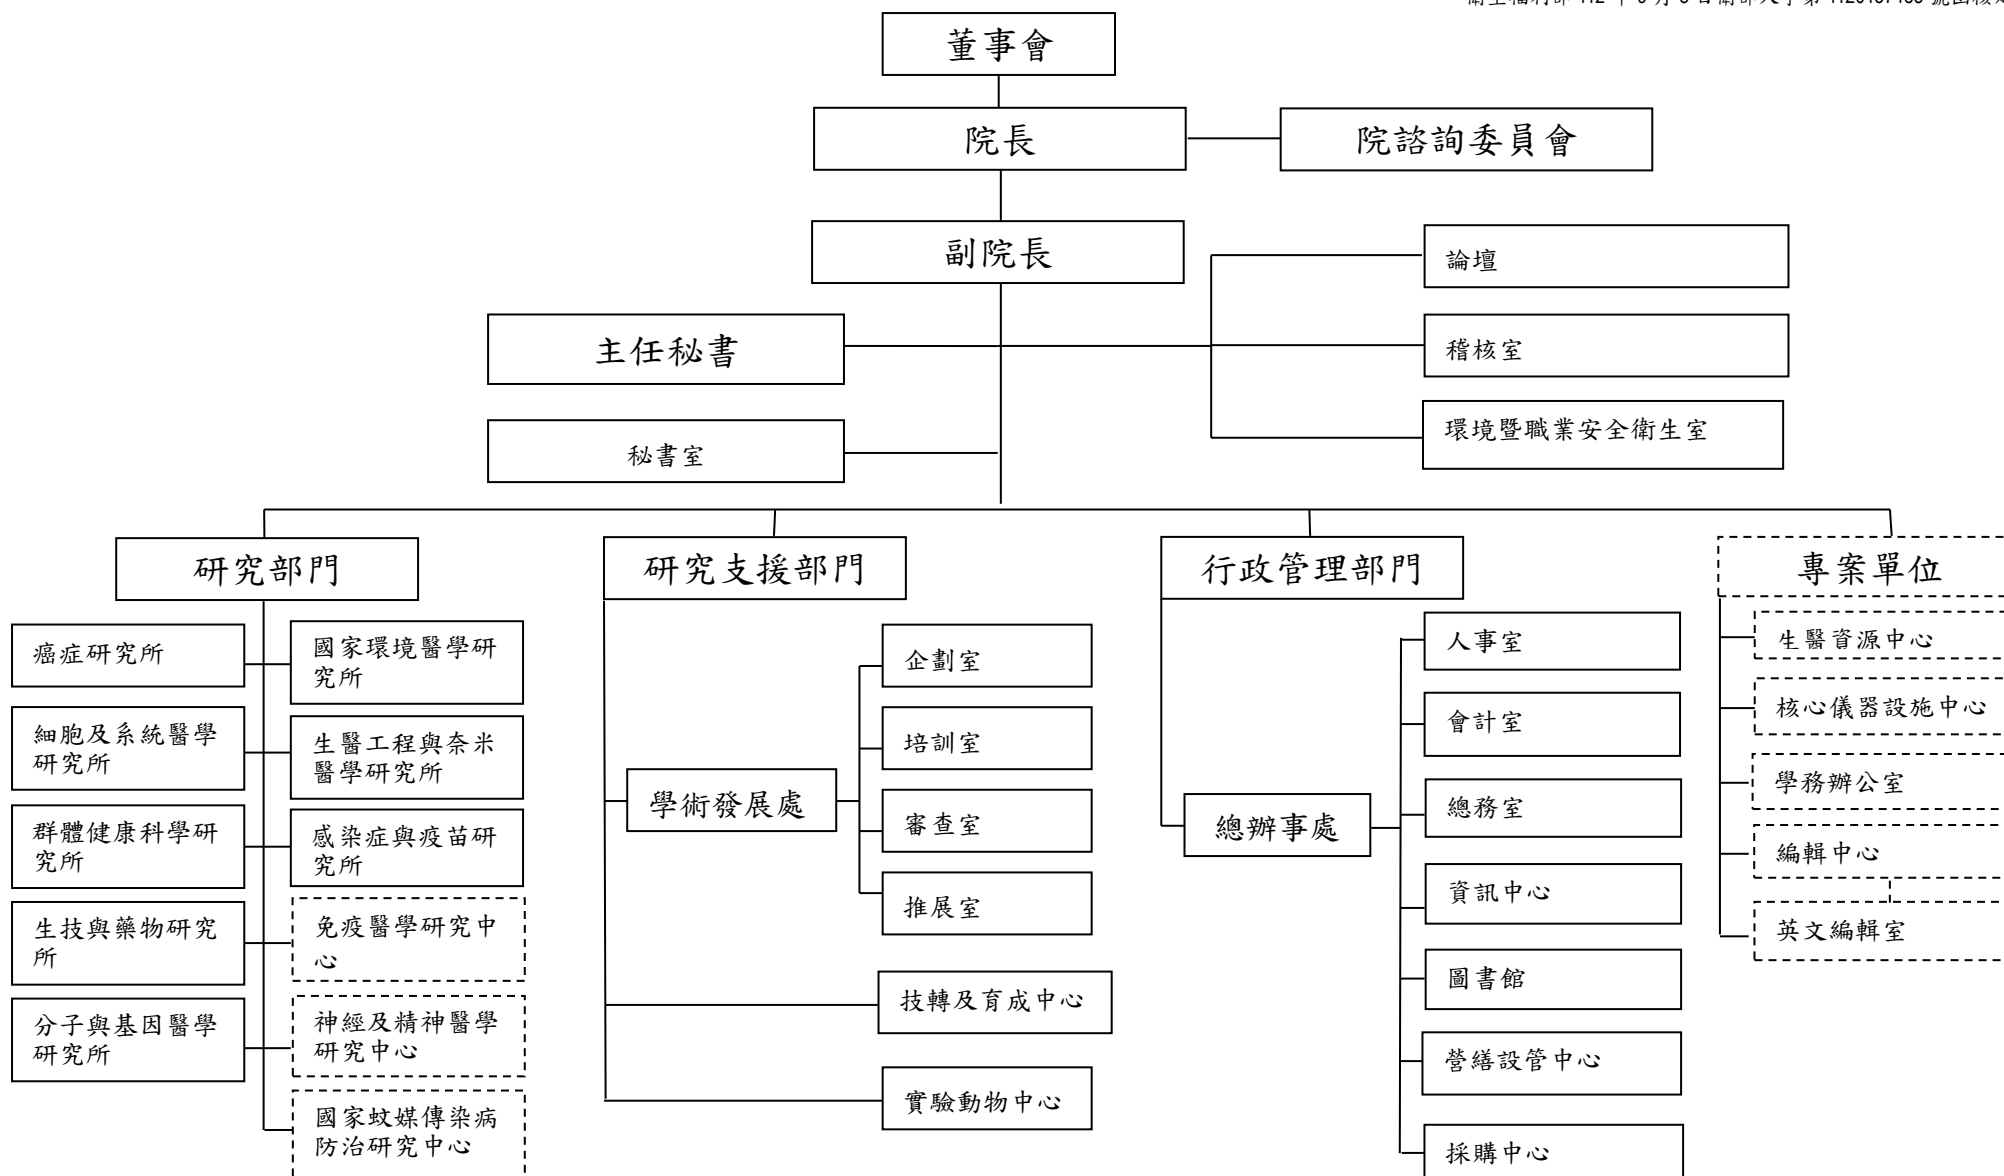 董事會
院長
院諮詢委員會
副院長
論壇
主任秘書
稽核室
秘書室
環境暨職業安全衛生室
研究部門
癌症研究所
國家環境醫學研
究所
細胞及系統醫學
研究所
生醫工程與奈米
醫學研究所
群體健康科學研
究所
感染症與疫苗研
究所
生技與藥物研究
所
免疫醫學研究中
心
分子與基因醫學
研究所
神經及精神醫學
研究中心
國家蚊媒傳染病
防治研究中心
研究支援部門
學術發展處
企劃室
培訓室
審查室
推展室
技轉及育成中心
實驗動物中心
行政管理部門
總辦事處
人事室
會計室
總務室
資訊中心
圖書館
營繕設管中心
採購中心
專案單位
生醫資源中心
核心儀器設施中心
學務辦公室
編輯中心
英文編輯室